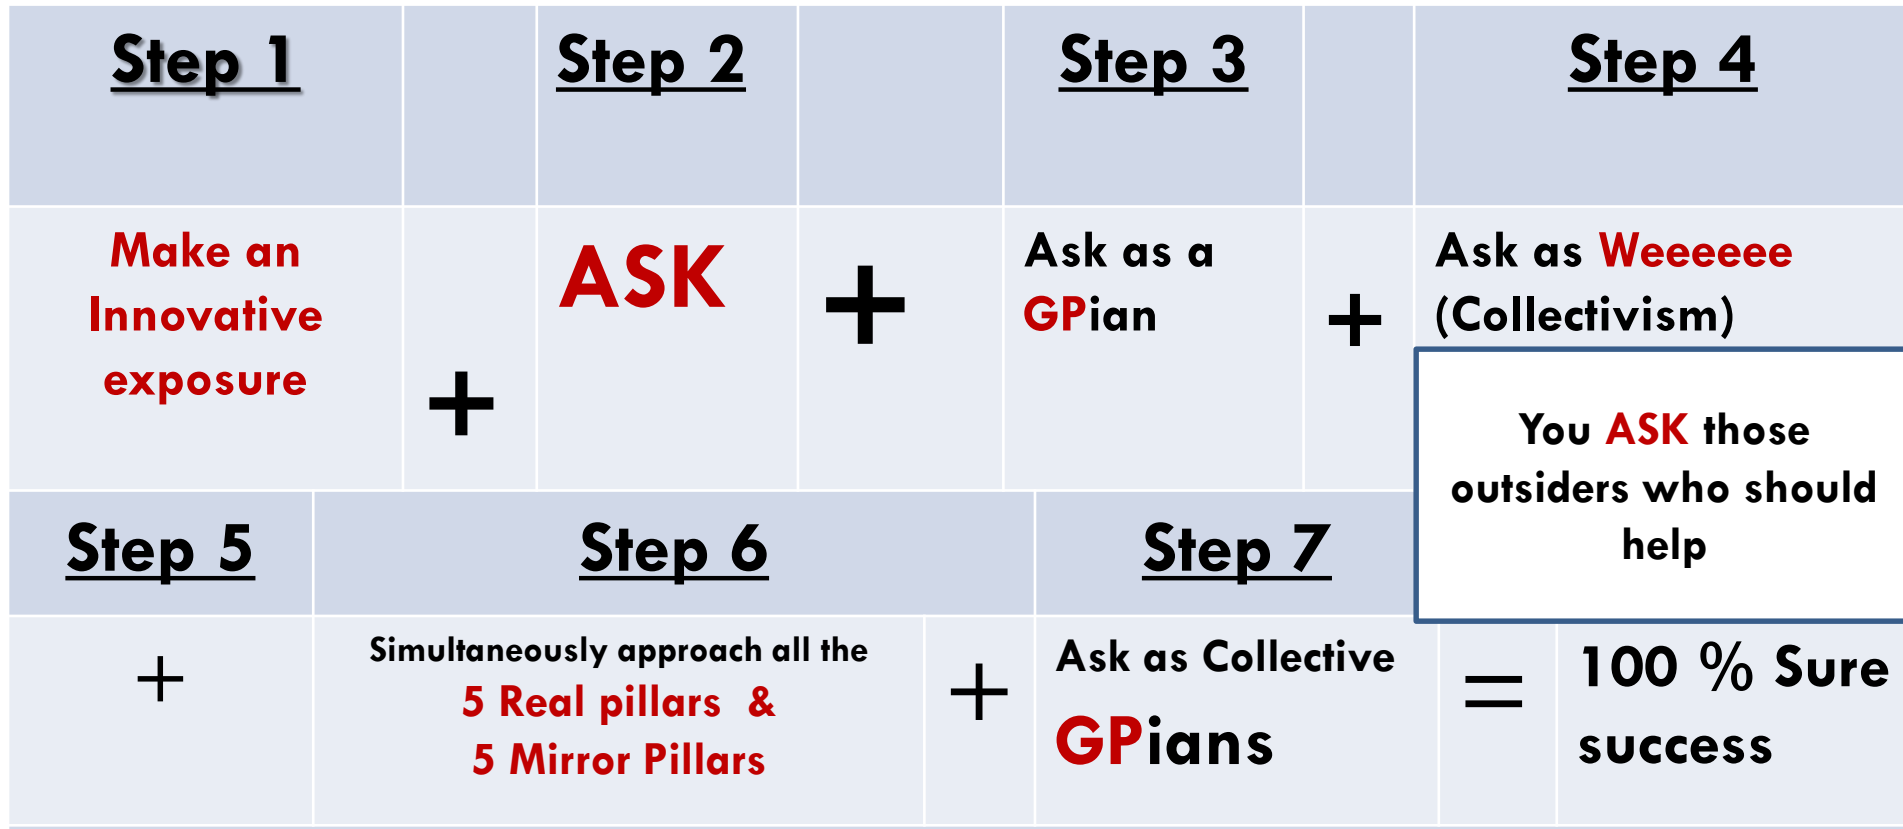 Step 1
Step 2
Step 3
Step 4
Make an
Innovative
exposure
+
ASK
+
Ask as a
GPian
+
Ask as Weeeeee
(Collectivism)
You ASK those
outsiders who should
help
Step 5
Step 6
Step 7
+
Simultaneously approach all the
5 Real pillars &
5 Mirror Pillars
+
Ask as Collective
GPians
=
100 % Sure
success